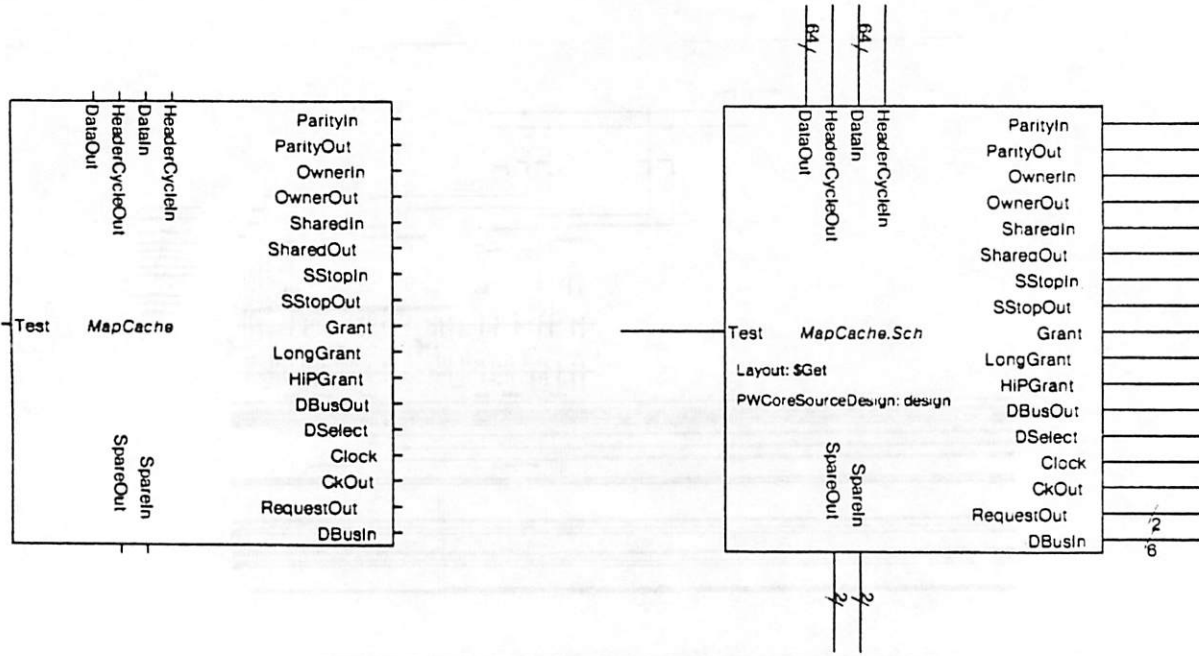 DataOut
HeaderCycleOut
DataIn
HeaderCycleIn
ParityIn
ParityOut
OwnerIn
OwnerOut
SharedIn
SharedOut
SStopIn
SStopOut
Test MapCache Grant
LongGrant
HiPGrant
DBusOut
DSelect
Clock
CkOut
RequestOut
DBusIn
SpareOut
SpareIn
64/
64/
DataOut
HeaderCycleOut
DataIn
HeaderCycleIn
ParityIn
ParityOut
OwnerIn
OwnerOut
SharedIn
SharedOut
SStopIn
SStopOut
Test MapCache.Sch Grant
Layout: $Get
LongGrant
HiPGrant
PWCoreSourceDesign: design
DBusOut
DSelect
Clock
CkOut
RequestOut /2
DBusIn /6
SpareOut
SpareIn
2/
2/